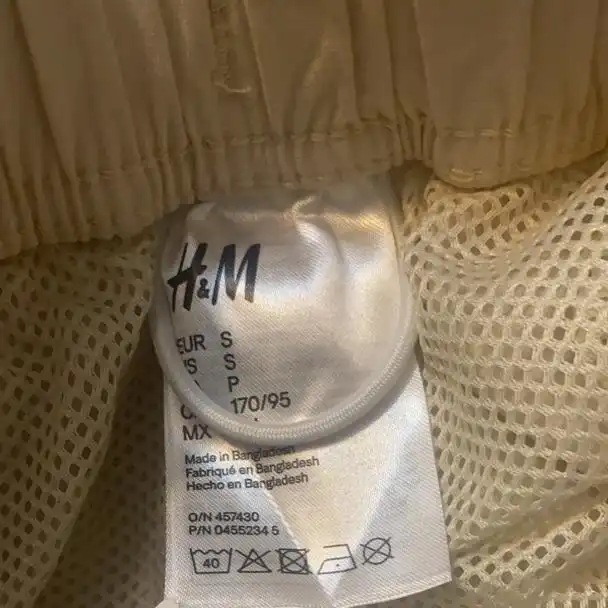 H&M
EUR S
S
P
170/95
MX
Made in Bangladesh
Fabriqué en Bangladesh
Hecho en Bangladesh
O/N 457430
P/N 0455234 5
40